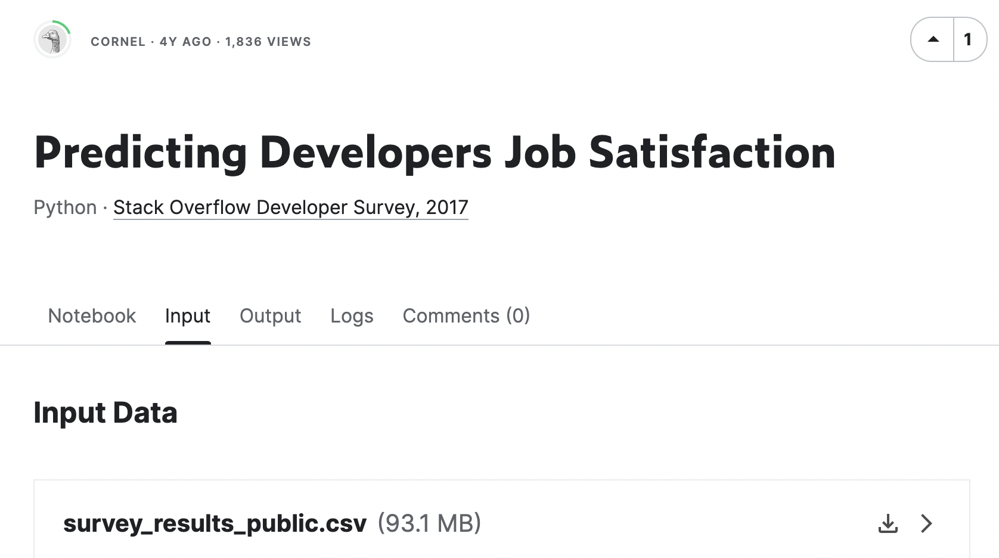 CORNEL · 4Y AGO · 1,836 VIEWS
1
Predicting Developers Job Satisfaction
Python · Stack Overflow Developer Survey, 2017
Notebook Input Output Logs Comments (0)
Input Data
survey_results_public.csv (93.1 MB)